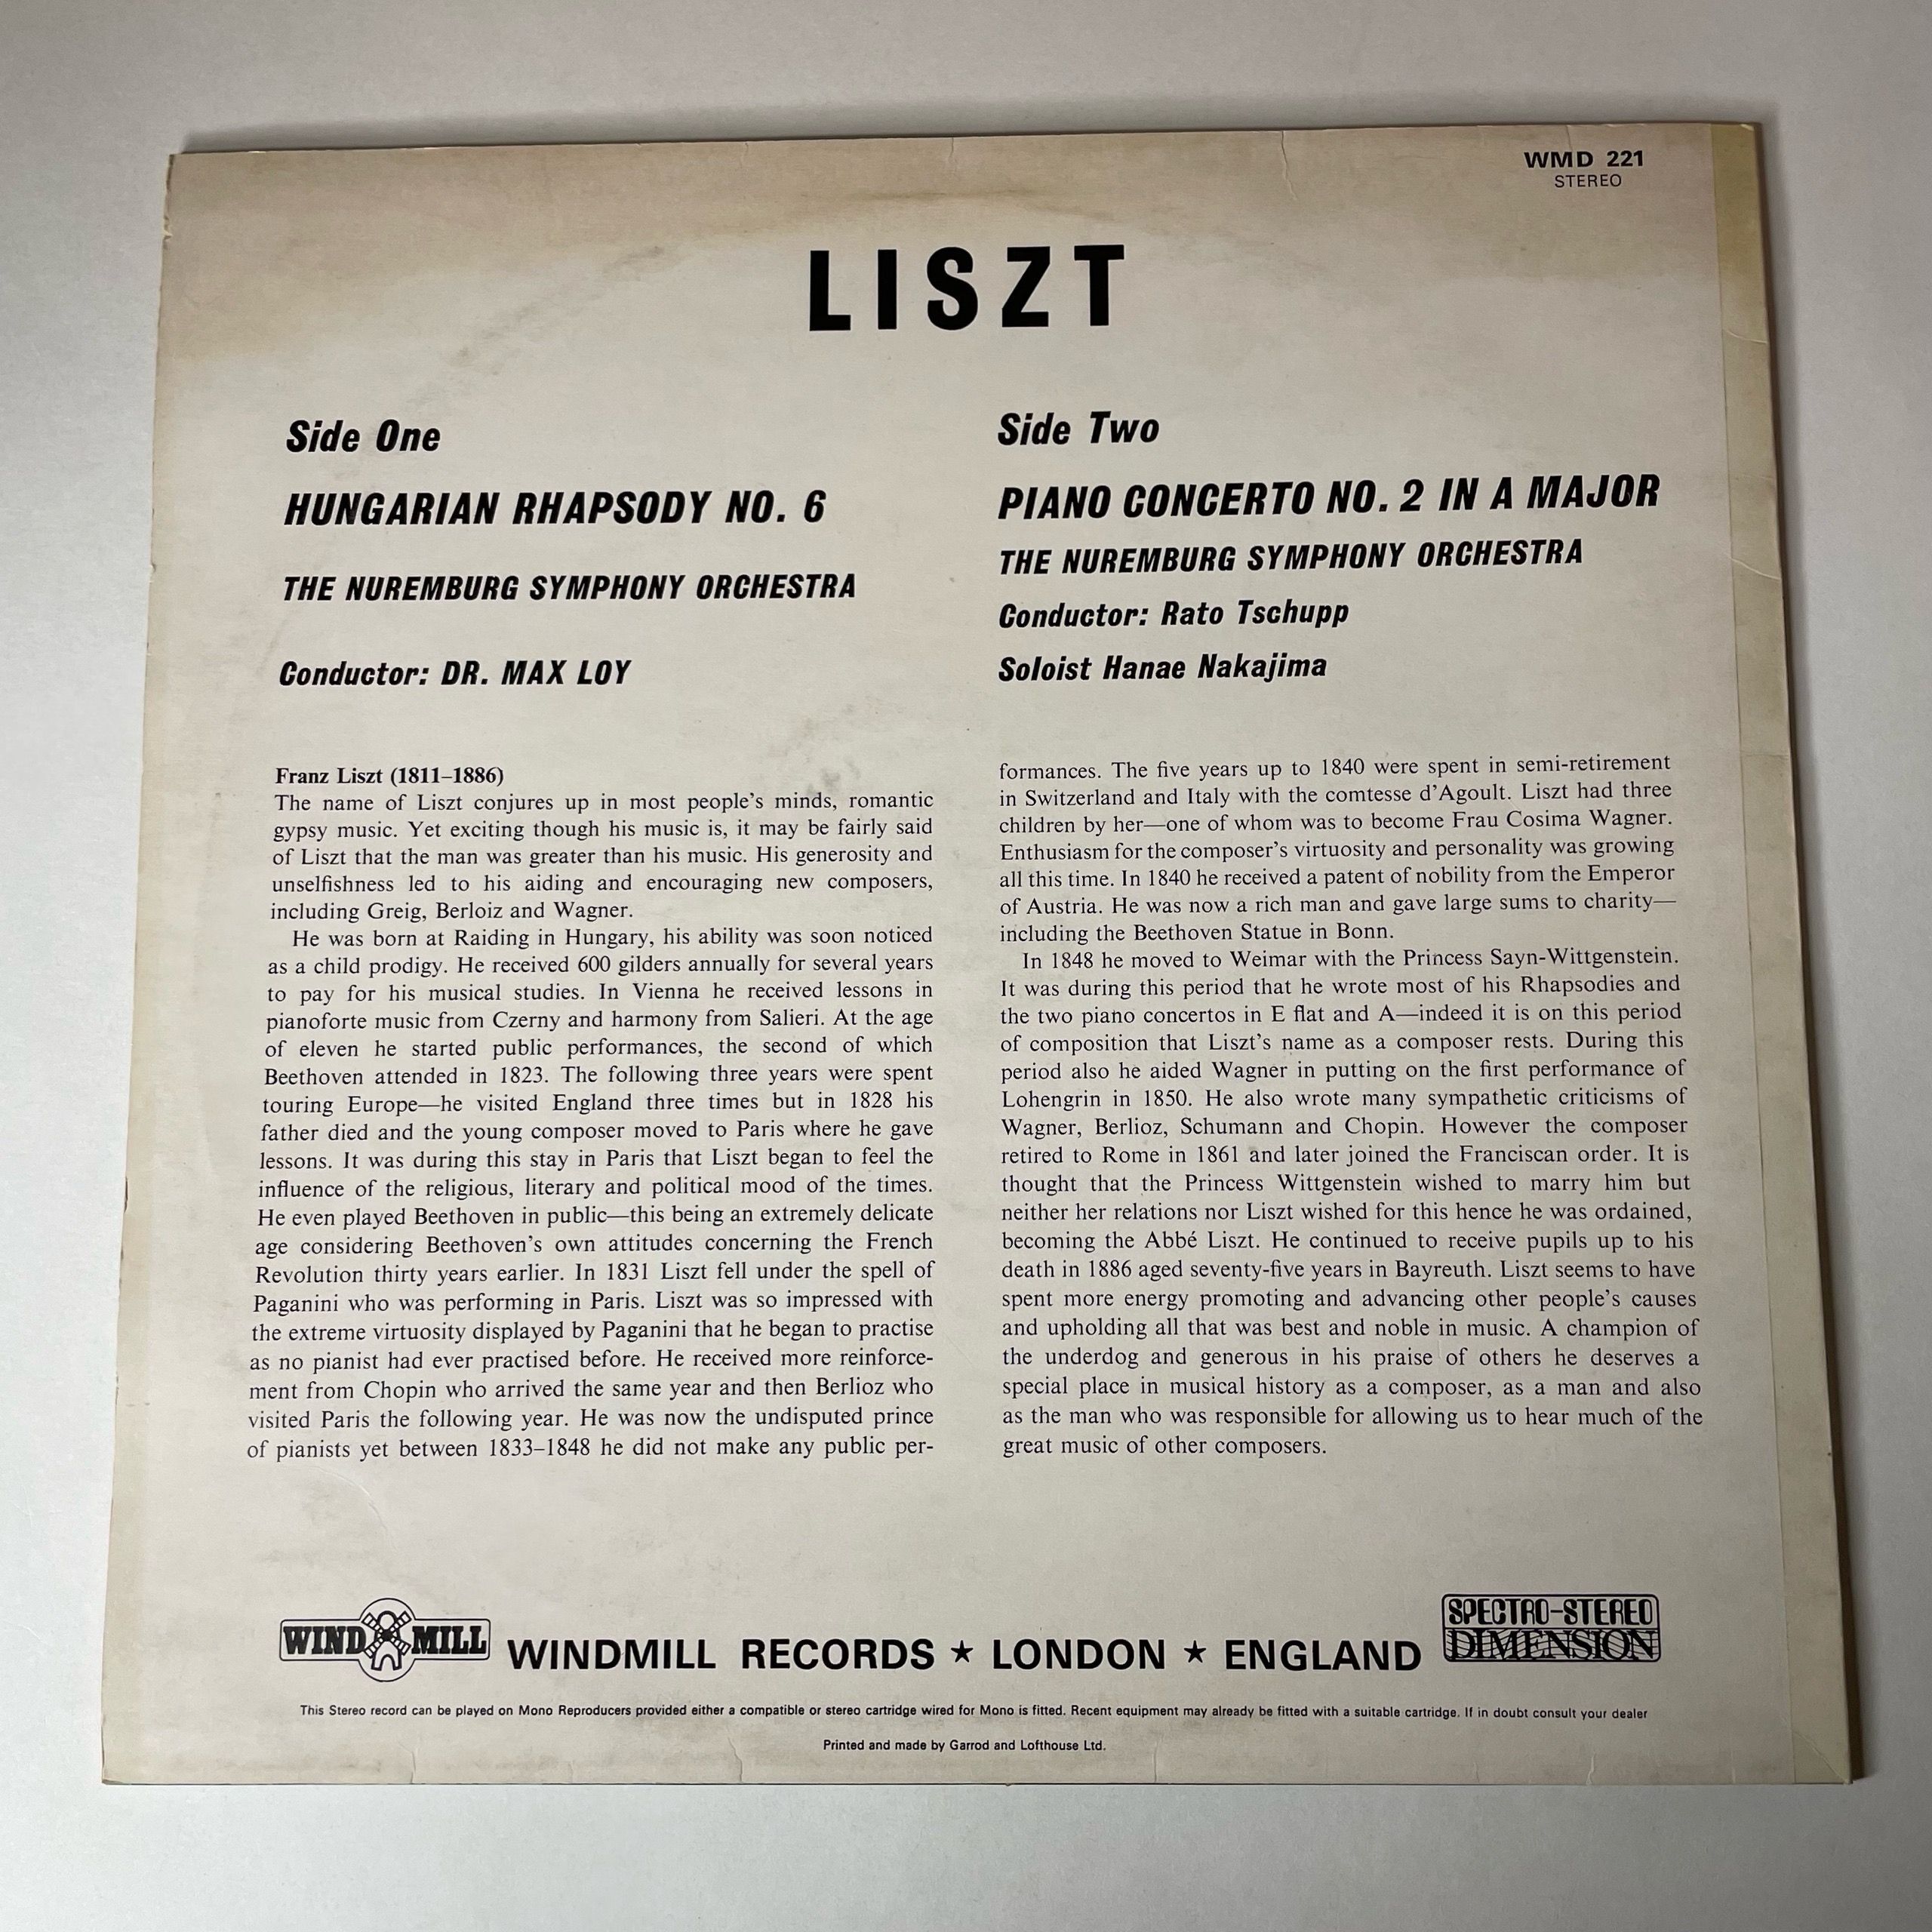 WMD 221
STEREO
LISZT
Side One
HUNGARIAN RHAPSODY NO. 6
THE NUREMBURG SYMPHONY ORCHESTRA
Conductor: DR. MAX LOY
Side Two
PIANO CONCERTO NO. 2 IN A MAJOR
THE NUREMBURG SYMPHONY ORCHESTRA
Conductor: Rato Tschupp
Soloist Hanae Nakajima
Franz Liszt (1811–1886)
The name of Liszt conjures up in most people's minds, romantic
gypsy music. Yet exciting though his music is, it may be fairly said
of Liszt that the man was greater than his music. His generosity and
unselfishness led to his aiding and encouraging new composers,
including Greig, Berloiz and Wagner.
He was born at Raiding in Hungary, his ability was soon noticed
as a child prodigy. He received 600 gilders annually for several years
to pay for his musical studies. In Vienna he received lessons in
pianoforte music from Czerny and harmony from Salieri. At the age
of eleven he started public performances, the second of which
Beethoven attended in 1823. The following three years were spent
touring Europe—he visited England three times but in 1828 his
father died and the young composer moved to Paris where he gave
lessons. It was during this stay in Paris that Liszt began to feel the
influence of the religious, literary and political mood of the times.
He even played Beethoven in public—this being an extremely delicate
age considering Beethoven's own attitudes concerning the French
Revolution thirty years earlier. In 1831 Liszt fell under the spell of
Paganini who was performing in Paris. Liszt was so impressed with
the extreme virtuosity displayed by Paganini that he began to practise
as no pianist had ever practised before. He received more reinforce-
ment from Chopin who arrived the same year and then Berlioz who
visited Paris the following year. He was now the undisputed prince
of pianists yet between 1833–1848 he did not make any public per-
formances. The five years up to 1840 were spent in semi-retirement
in Switzerland and Italy with the comtesse d'Agoult. Liszt had three
children by her—one of whom was to become Frau Cosima Wagner.
Enthusiasm for the composer's virtuosity and personality was growing
all this time. In 1840 he received a patent of nobility from the Emperor
of Austria. He was now a rich man and gave large sums to charity—
including the Beethoven Statue in Bonn.
In 1848 he moved to Weimar with the Princess Sayn-Wittgenstein.
It was during this period that he wrote most of his Rhapsodies and
the two piano concertos in E flat and A—indeed it is on this period
of composition that Liszt's name as a composer rests. During this
period also he aided Wagner in putting on the first performance of
Lohengrin in 1850. He also wrote many sympathetic criticisms of
Wagner, Berlioz, Schumann and Chopin. However the composer
retired to Rome in 1861 and later joined the Franciscan order. It is
thought that the Princess Wittgenstein wished to marry him but
neither her relations nor Liszt wished for this hence he was ordained,
becoming the Abbé Liszt. He continued to receive pupils up to his
death in 1886 aged seventy-five years in Bayreuth. Liszt seems to have
spent more energy promoting and advancing other people's causes
and upholding all that was best and noble in music. A champion of
the underdog and generous in his praise of others he deserves a
special place in musical history as a composer, as a man and also
as the man who was responsible for allowing us to hear much of the
great music of other composers.
WIND MILL
WINDMILL RECORDS ★ LONDON ★ ENGLAND
SPECTRO-STEREO
DIMENSION
This Stereo record can be played on Mono Reproducers provided either a compatible or stereo cartridge wired for Mono is fitted. Recent equipment may already be fitted with a suitable cartridge. If in doubt consult your dealer
Printed and made by Garrod and Lofthouse Ltd.